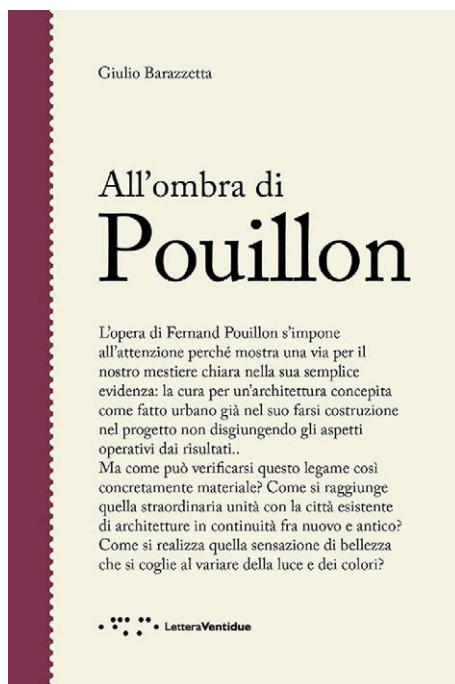 Giulio Barazzetta
All'ombra di
Pouillon
L'opera di Fernand Pouillon s'impone
all'attenzione perché mostra una via per il
nostro mestiere chiara nella sua semplice
evidenza: la cura per un'architettura concepita
come fatto urbano già nel suo farsi costruzione
nel progetto non disgiungendo gli aspetti
operativi dai risultati..
Ma come può verificarsi questo legame così
concretamente materiale? Come si raggiunge
quella straordinaria unità con la città esistente
di architetture in continuità fra nuovo e antico?
Come si realizza quella sensazione di bellezza
che si coglie al variare della luce e dei colori?
LetteraVentidue